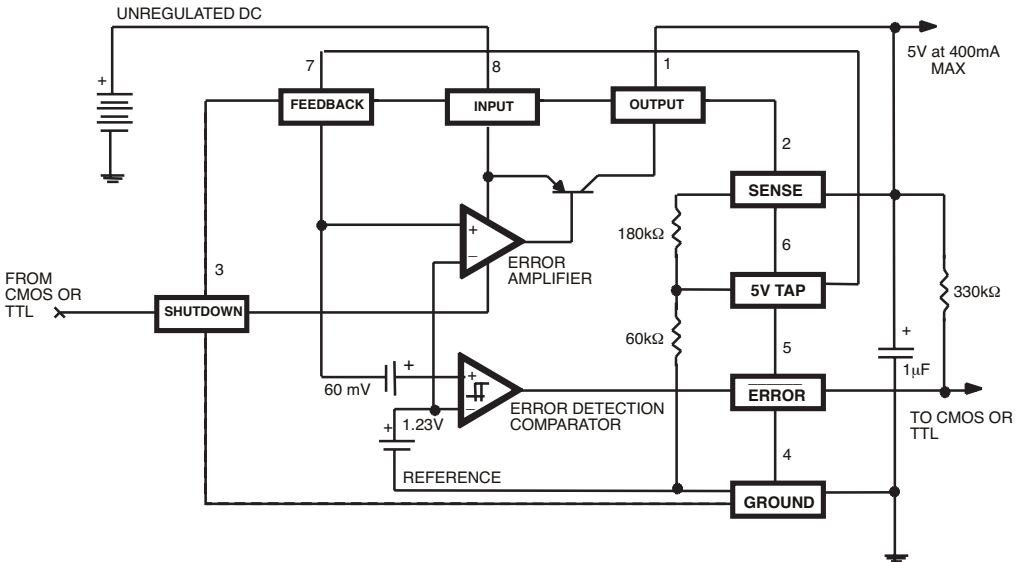 UNREGULATED DC
+
7
8
1
5V at 400mA
MAX
FEEDBACK
INPUT
OUTPUT
2
SENSE
180kΩ
+
−
ERROR
AMPLIFIER
6
3
FROM
CMOS OR
TTL
SHUTDOWN
5V TAP
330kΩ
60kΩ
5
+
1µF
+
60 mV
+
−
ERROR DETECTION
COMPARATOR
ERROR
TO CMOS OR
TTL
+
1.23V
4
REFERENCE
GROUND